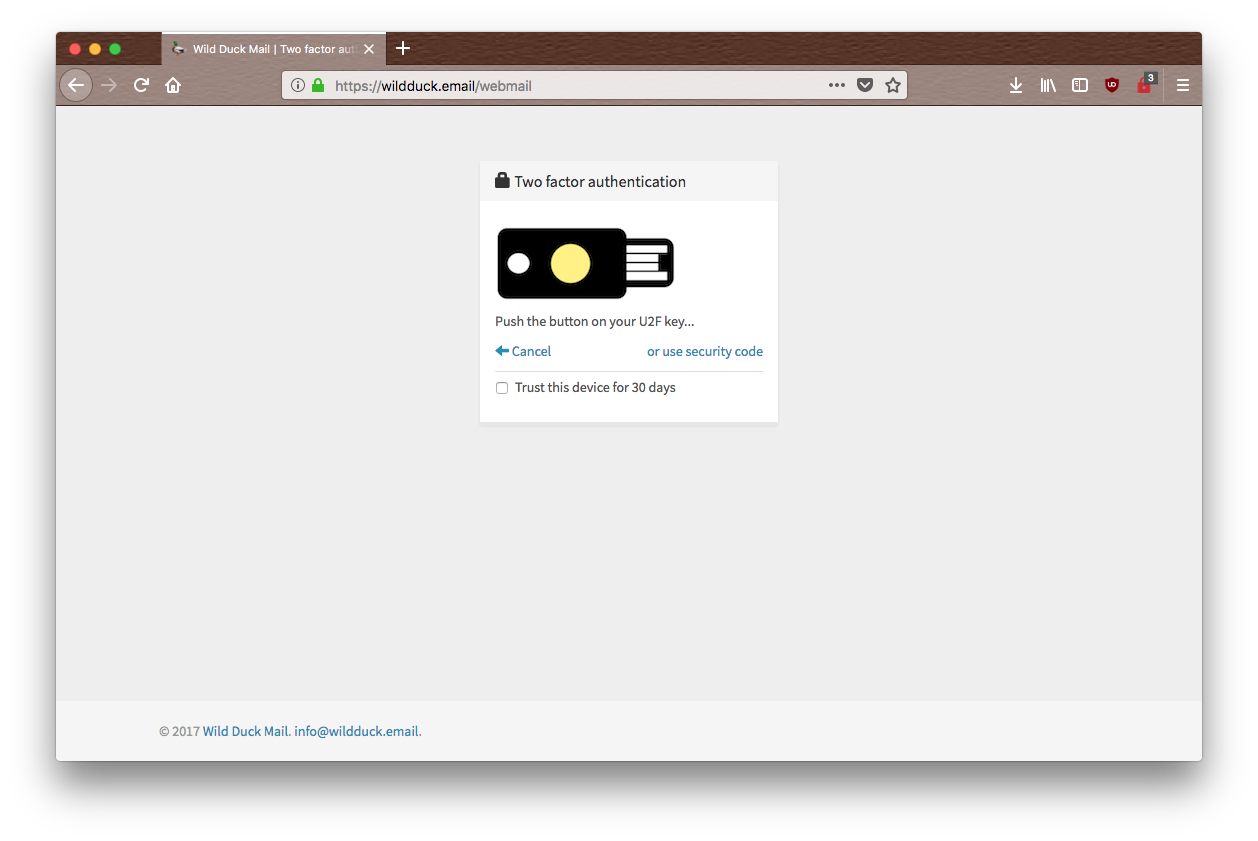 Wild Duck Mail | Two factor aut
https://wildduck.email/webmail
3
Two factor authentication
Push the button on your U2F key...
Cancel
or use security code
Trust this device for 30 days
© 2017 Wild Duck Mail. info@wildduck.email.